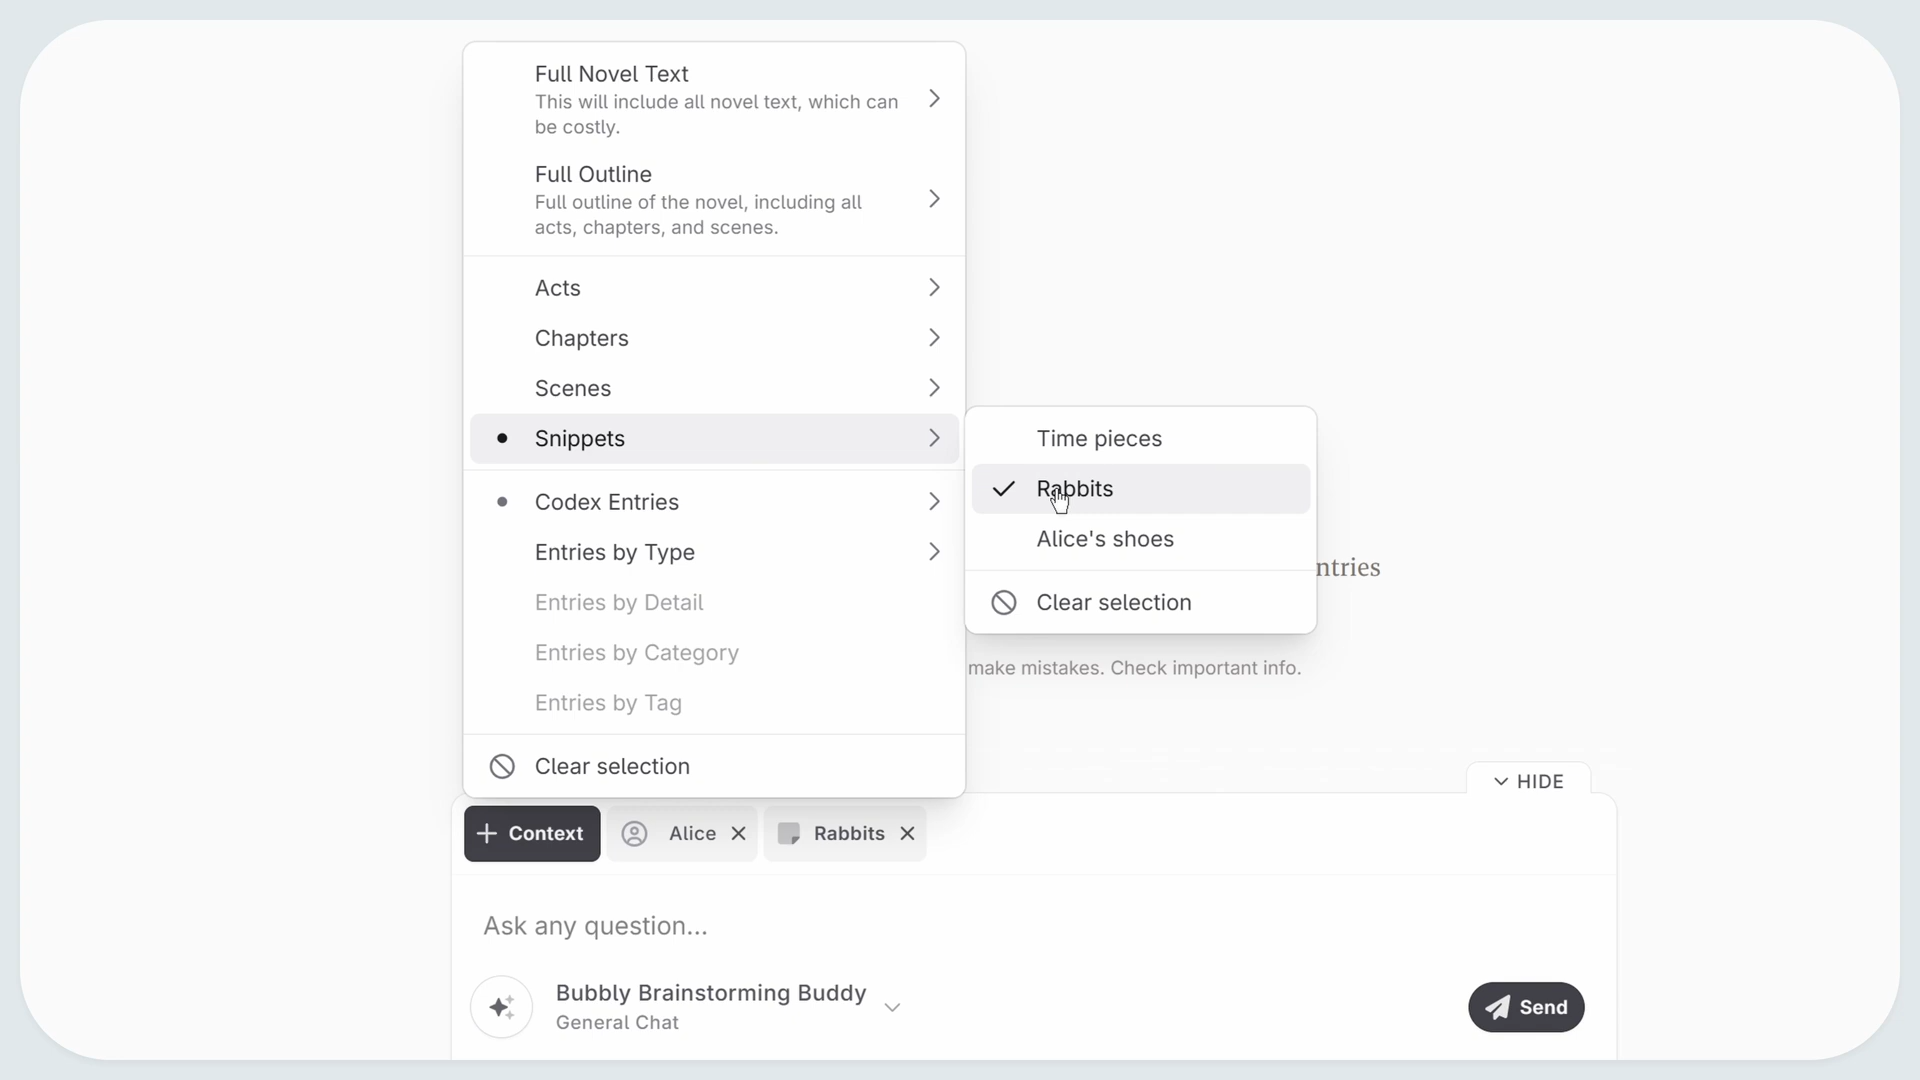 Full Novel Text
This will include all novel text, which can
be costly.
Full Outline
Full outline of the novel, including all
acts, chapters, and scenes.
Acts
Chapters
Scenes
Snippets
Time pieces
Rabbits
Alice's shoes
Clear selection
Codex Entries
Entries by Type
Entries by Detail
Entries by Category
Entries by Tag
Clear selection
ntries
make mistakes. Check important info.
HIDE
Context
Alice
Rabbits
Ask any question...
Bubbly Brainstorming Buddy
General Chat
Send